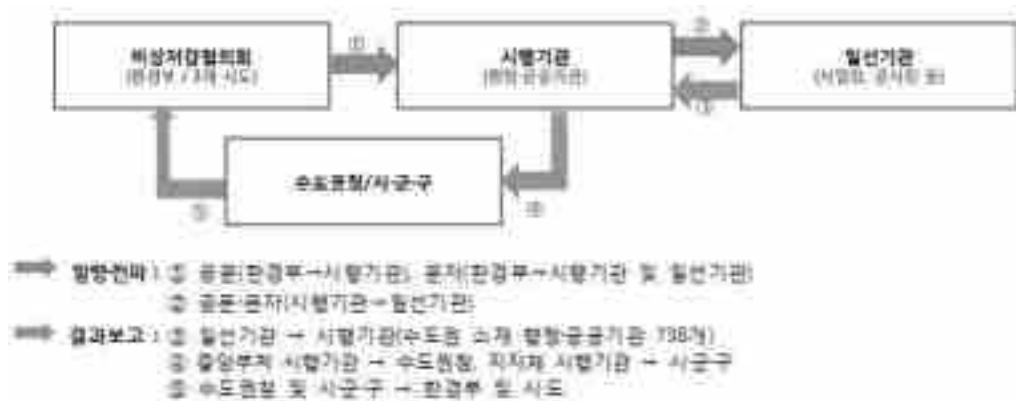 비상저감협의회
(환경부 / 3개 시도)
①
시행기관
(행정·공공기관)
②
일선기관
(사업장, 공사장 등)
③
수도권청/시·군·구
④
⑤
발령·전파 : ① 공문(환경부→시행기관), 문자(환경부→시행기관 및 일선기관)
② 공문·문자(시행기관→일선기관)
결과보고 : ③ 일선기관 → 시행기관(수도권 소재 행정·공공기관 738개)
④ 중앙부처 시행기관 → 수도권청, 지자체 시행기관 → 시·군·구
⑤ 수도권청 및 시·군·구 → 환경부 및 시도